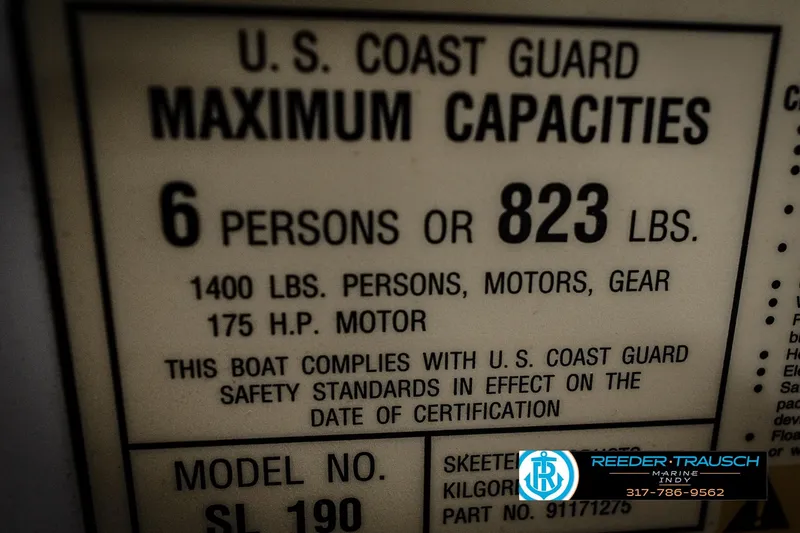 U. S. COAST GUARD
MAXIMUM CAPACITIES
6 PERSONS OR 823 LBS.
1400 LBS. PERSONS, MOTORS, GEAR
175 H.P. MOTOR
THIS BOAT COMPLIES WITH U. S. COAST GUARD
SAFETY STANDARDS IN EFFECT ON THE
DATE OF CERTIFICATION
MODEL NO.
SL 190
PART NO. 91171275
REEDER·TRAUSCH
MARINE
INDY
317-786-9562